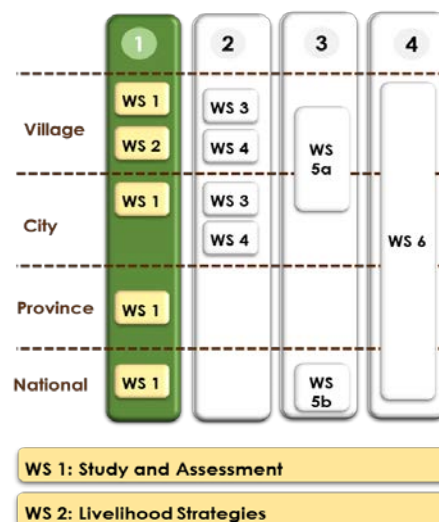 1 2 3 4
Village
WS 1
WS 2
WS 3
WS 4
WS
5a
City
WS 1
WS 3
WS 4
WS 6
Province
WS 1
National
WS 1
WS
5b
WS 1: Study and Assessment
WS 2: Livelihood Strategies